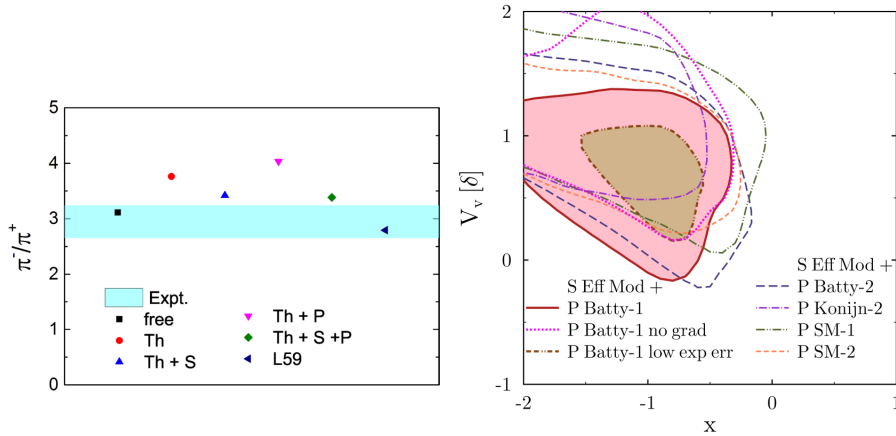 5
4
3
2
1
0
π⁻/π⁺
Expt.
free
Th
Th + S
Th + P
Th + S +P
L59
2
1
0
-1
V_v [δ]
-2
-1
0
1
x
S Eff Mod +
P Batty-1
P Batty-1 no grad
P Batty-1 low exp err
S Eff Mod +
P Batty-2
P Konijn-2
P SM-1
P SM-2